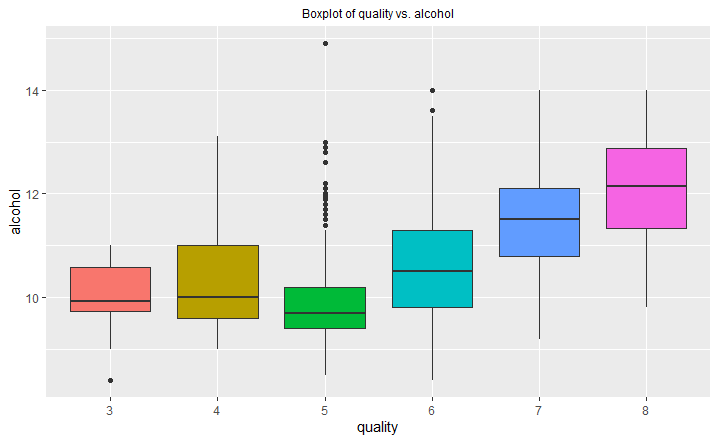 Boxplot of quality vs. alcohol
14
12
10
alcohol
3 4 5 6 7 8
quality